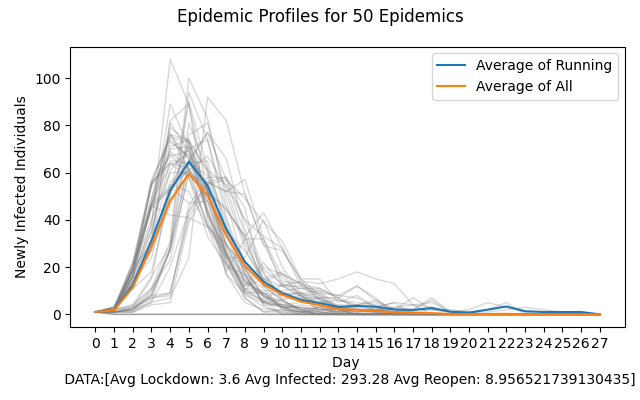 Epidemic Profiles for 50 Epidemics
Average of Running
Average of All
Newly Infected Individuals
100
80
60
40
20
0
0 1 2 3 4 5 6 7 8 9 10 11 12 13 14 15 16 17 18 19 20 21 22 23 24 25 26 27
Day
DATA:[Avg Lockdown: 3.6 Avg Infected: 293.28 Avg Reopen: 8.956521739130435]